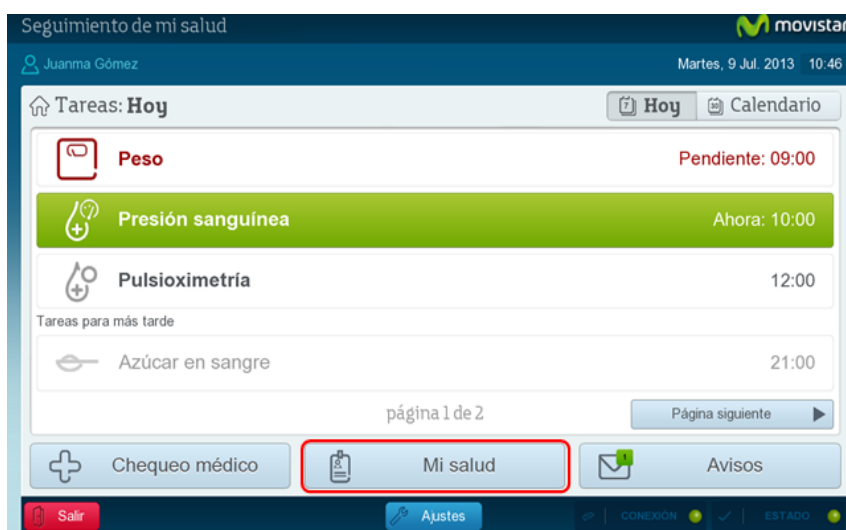 Seguimiento de mi salud
movistar
Juanma Gómez
Martes, 9 Jul. 2013 10:46
Tareas: Hoy
7 Hoy
Calendario
Peso
Pendiente: 09:00
Presión sanguínea
Ahora: 10:00
Pulsioximetría
12:00
Tareas para más tarde
Azúcar en sangre
21:00
página 1 de 2
Página siguiente
Chequeo médico
Mi salud
1
Avisos
Salir
Ajustes
CONEXIÓN
ESTADO